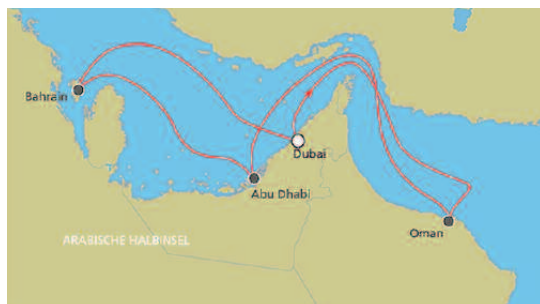 Bahrain
Dubai
Abu Dhabi
Oman
ARABISCHE HALBINSEL